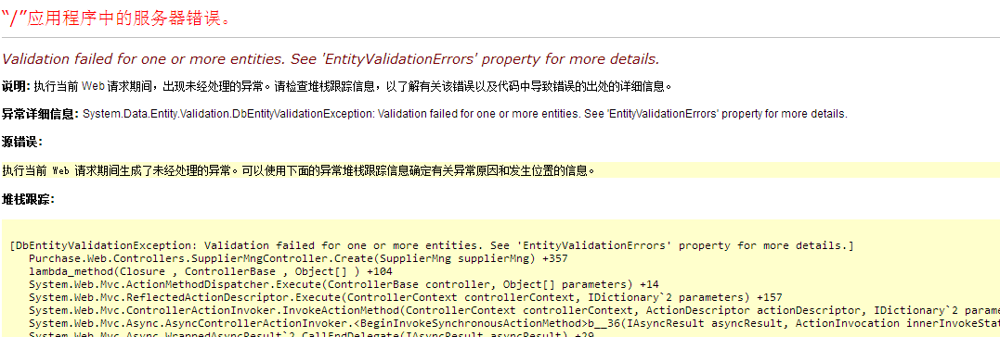 “/”应用程序中的服务器错误。
Validation failed for one or more entities. See 'EntityValidationErrors' property for more details.
说明: 执行当前 Web 请求期间，出现未经处理的异常。请检查堆栈跟踪信息，以了解有关该错误以及代码中导致错误的出处的详细信息。
异常详细信息: System.Data.Entity.Validation.DbEntityValidationException: Validation failed for one or more entities. See 'EntityValidationErrors' property for more details.
源错误:
执行当前 Web 请求期间生成了未经处理的异常。可以使用下面的异常堆栈跟踪信息确定有关异常原因和发生位置的信息。
堆栈跟踪:
[DbEntityValidationException: Validation failed for one or more entities. See 'EntityValidationErrors' property for more details.]
Purchase.Web.Controllers.SupplierMngController.Create(SupplierMng supplierMng) +357
lambda_method(Closure , ControllerBase , Object[] ) +104
System.Web.Mvc.ActionMethodDispatcher.Execute(ControllerBase controller, Object[] parameters) +14
System.Web.Mvc.ReflectedActionDescriptor.Execute(ControllerContext controllerContext, IDictionary`2 parameters) +157
System.Web.Mvc.ControllerActionInvoker.InvokeActionMethod(ControllerContext controllerContext, ActionDescriptor actionDescriptor, IDictionary`2 parame
System.Web.Mvc.Async.AsyncControllerActionInvoker.<BeginInvokeSynchronousActionMethod>b__36(IAsyncResult asyncResult, ActionInvocation innerInvokeStat
System.Web.Mvc.Async.WrappedAsyncResult`2.CallEndDelegate(IAsyncResult asyncResult) +29